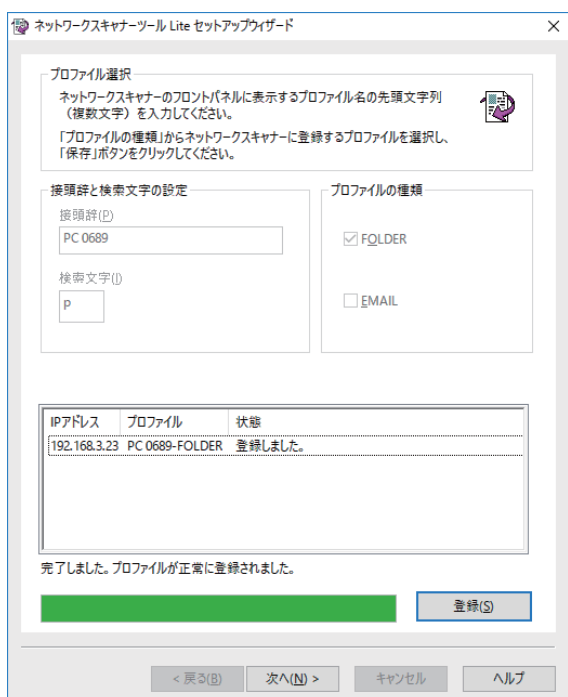 ネットワークスキャナーツール Lite セットアップウィザード
プロファイル選択
ネットワークスキャナーのフロントパネルに表示するプロファイル名の先頭文字列
(複数文字) を入力してください。
「プロファイルの種類」からネットワークスキャナーに登録するプロファイルを選択し、
「保存」ボタンをクリックしてください。
接頭辞と検索文字の設定
接頭辞(P)
PC 0689
検索文字(I)
p
プロファイルの種類
FOLDER
EMAIL
IPアドレス プロファイル 状態
192.168.3.23 PC 0689-FOLDER 登録しました。
完了しました。プロファイルが正常に登録されました。
登録(S)
< 戻る(B) 次へ(N) > キャンセル ヘルプ